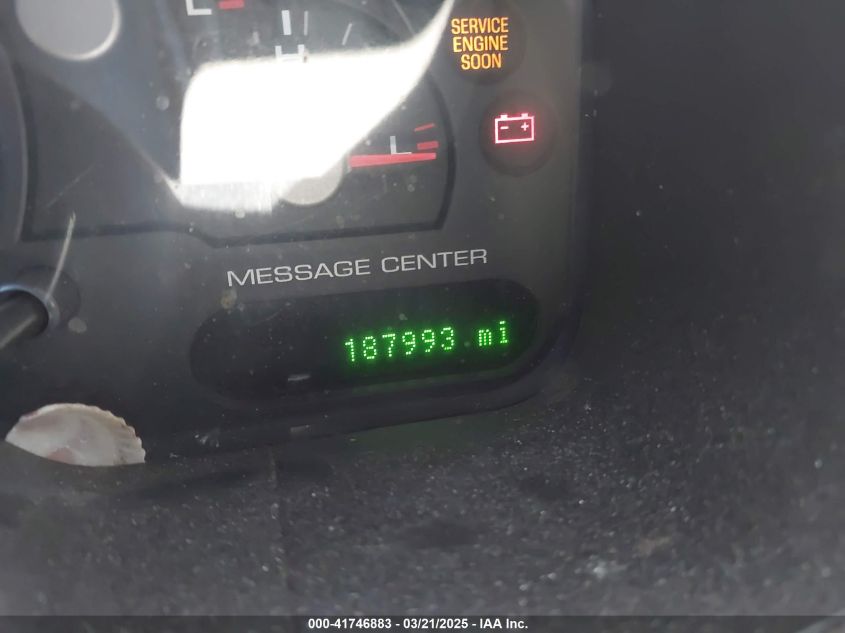 L
H
SERVICE
ENGINE
SOON
- +
L
MESSAGE CENTER
187993 mi
000-41746883 - 03/21/2025 - IAA Inc.